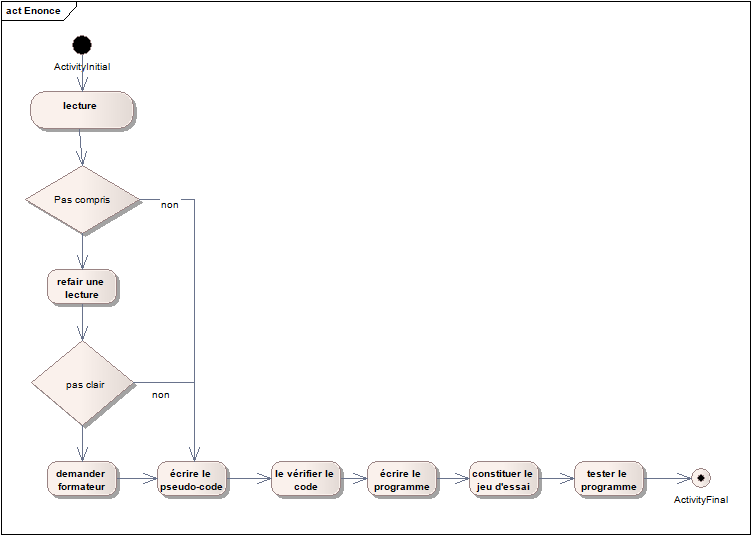 act Enonce
ActivityInitial
lecture
Pas compris
non
refair une
lecture
pas clair
non
demander
formateur
écrire le
pseudo-code
le vérifier le
code
écrire le
programme
constituer le
jeu d'essai
tester le
programme
ActivityFinal